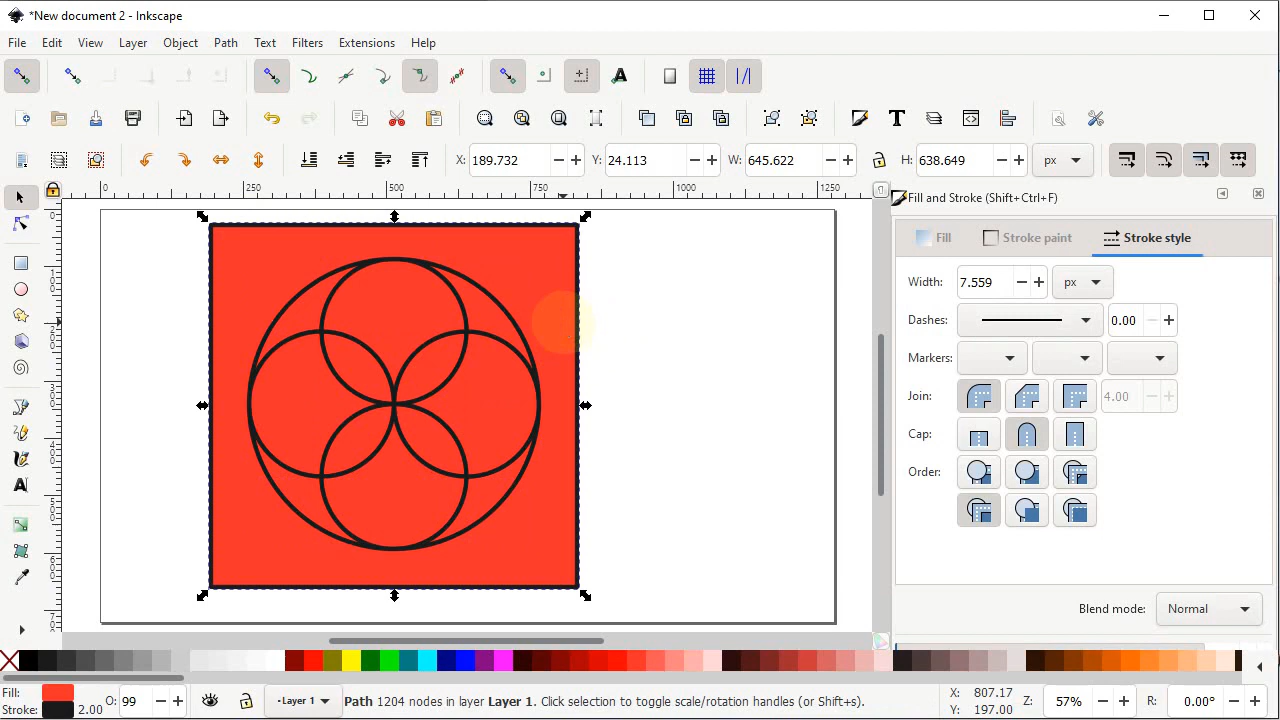 *New document 2 - Inkscape
File Edit View Layer Object Path Text Filters Extensions Help
X: 189.732 Y: 24.113 W: 645.622 H: 638.649 px
0 250 500 750 1000 1250
Fill and Stroke (Shift+Ctrl+F)
Fill Stroke paint Stroke style
Width: 7.559 px
Dashes: 0.00
Markers:
Join: 4.00
Cap:
Order:
Blend mode: Normal
Fill:
Stroke: 2.00
O: 99
Layer 1
Path 1204 nodes in layer Layer 1. Click selection to toggle scale/rotation handles (or Shift+s).
X: 807.17
Y: 197.00
Z: 57%
R: 0.00°